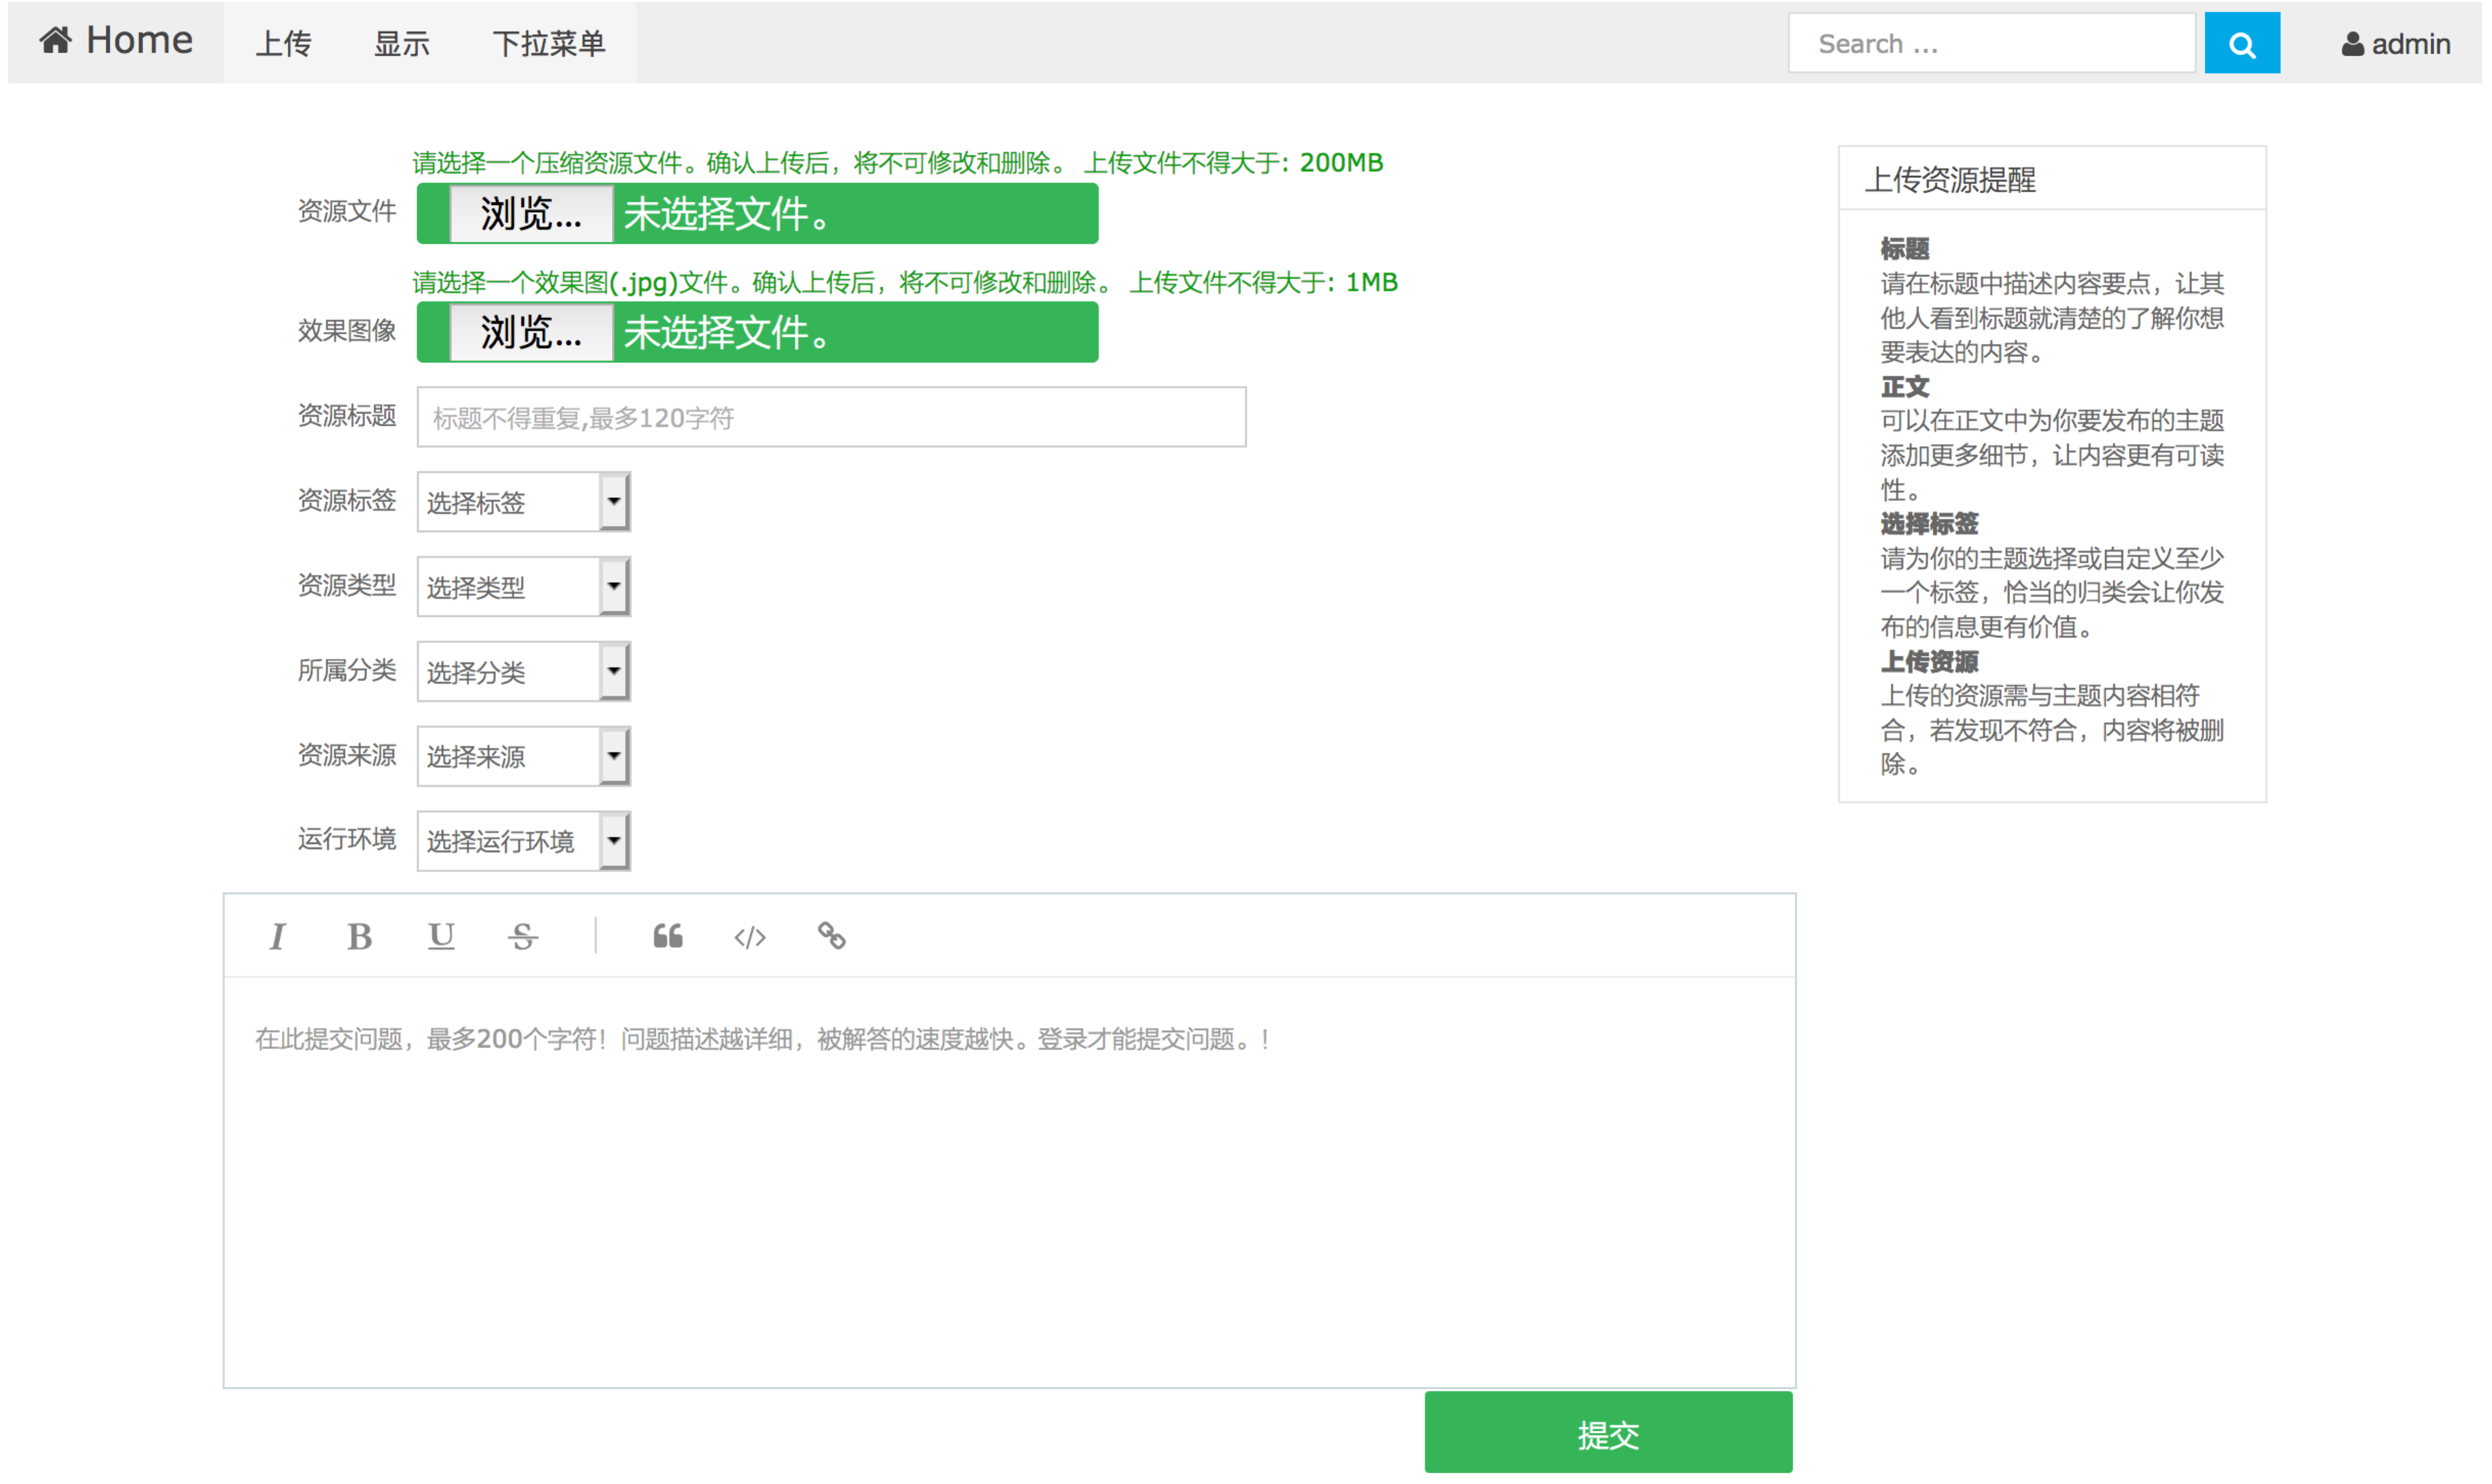 Home 上传 显示 下拉菜单 Search ... admin
请选择一个压缩资源文件。确认上传后，将不可修改和删除。 上传文件不得大于: 200MB
资源文件 浏览... 未选择文件。
请选择一个效果图(.jpg)文件。确认上传后，将不可修改和删除。 上传文件不得大于: 1MB
效果图像 浏览... 未选择文件。
资源标题 标题不得重复,最多120字符
资源标签 选择标签
资源类型 选择类型
所属分类 选择分类
资源来源 选择来源
运行环境 选择运行环境
I B U S
在此提交问题，最多200个字符！问题描述越详细，被解答的速度越快。登录才能提交问题。！
提交
上传资源提醒
标题
请在标题中描述内容要点，让其
他人看到标题就清楚的了解你想
要表达的内容。
正文
可以在正文中为你要发布的主题
添加更多细节，让内容更有可读
性。
选择标签
请为你的主题选择或自定义至少
一个标签，恰当的归类会让你发
布的信息更有价值。
上传资源
上传的资源需与主题内容相符
合，若发现不符合，内容将被删
除。